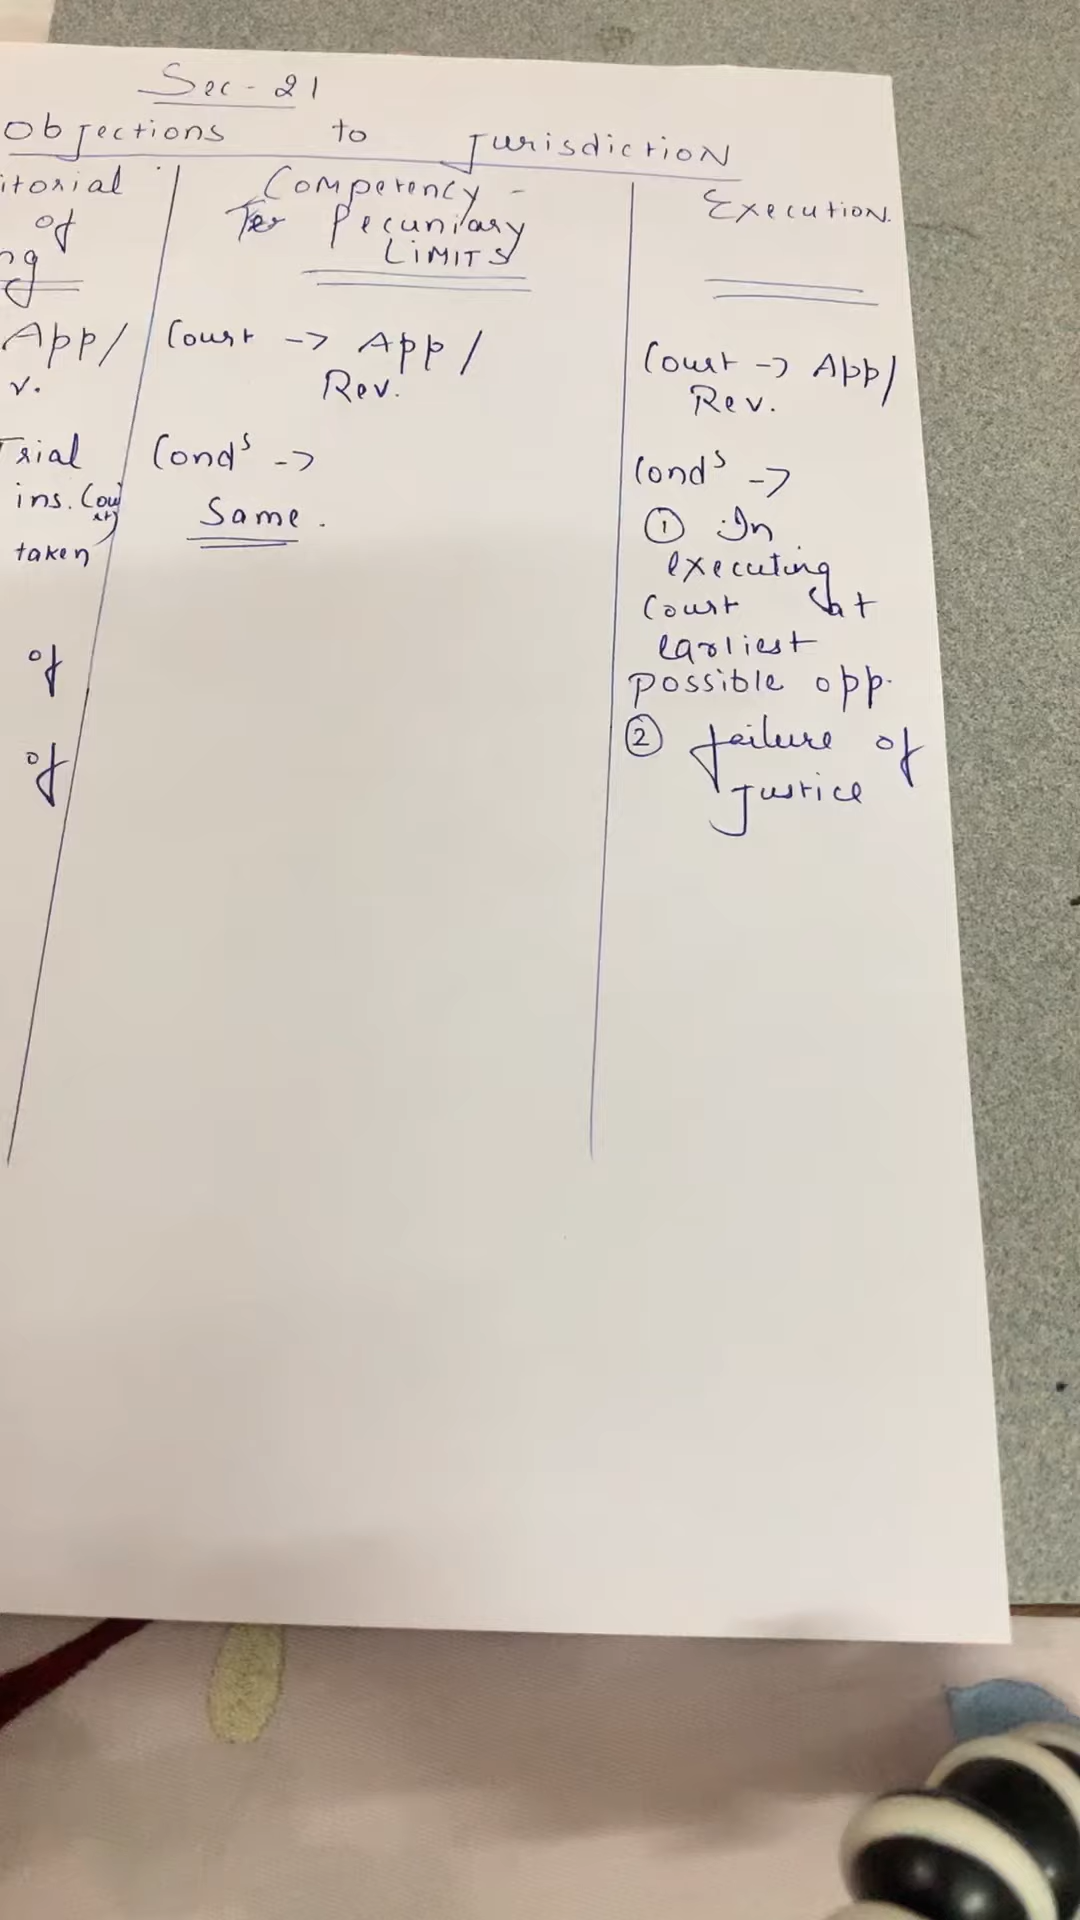 Sec - 21
objections to Jurisdiction
itorial
of
ng
App/
v.
Trial
ins. Court
taken
of
of
Competency -
Pecuniary
LIMITS
Court -> App /
Rev.
Cond^s ->
Same.
Execution.
Court -> App/
Rev.
Cond^s ->
① In
executing
Court at
earliest
possible opp.
② failure of
Justice